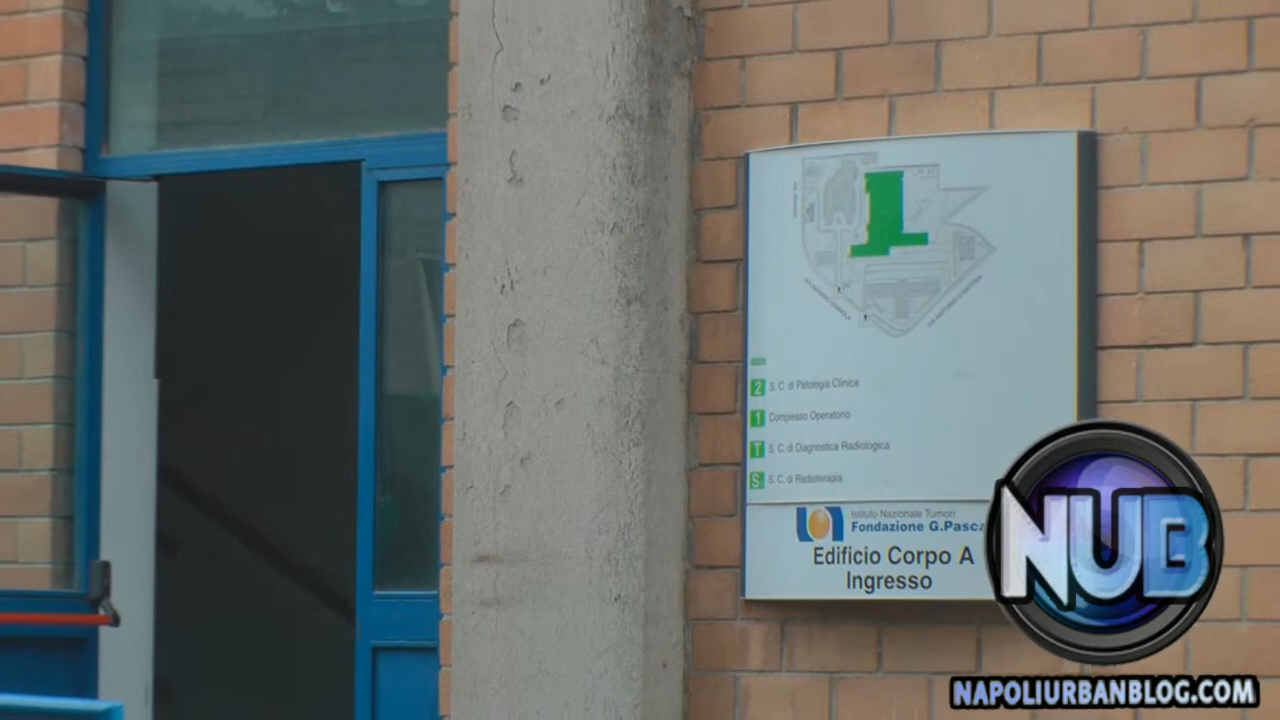 2 S. C. di Patologia Clinica
1 Complesso Operatorio
T S. C. di Diagnostica Radiologica
S. S. C. di Radioterapia
Istituto Nazionale Tumori
Fondazione G.Pasca
Edificio Corpo A
Ingresso
NUB
NAPOLIURBANBLOG.COM